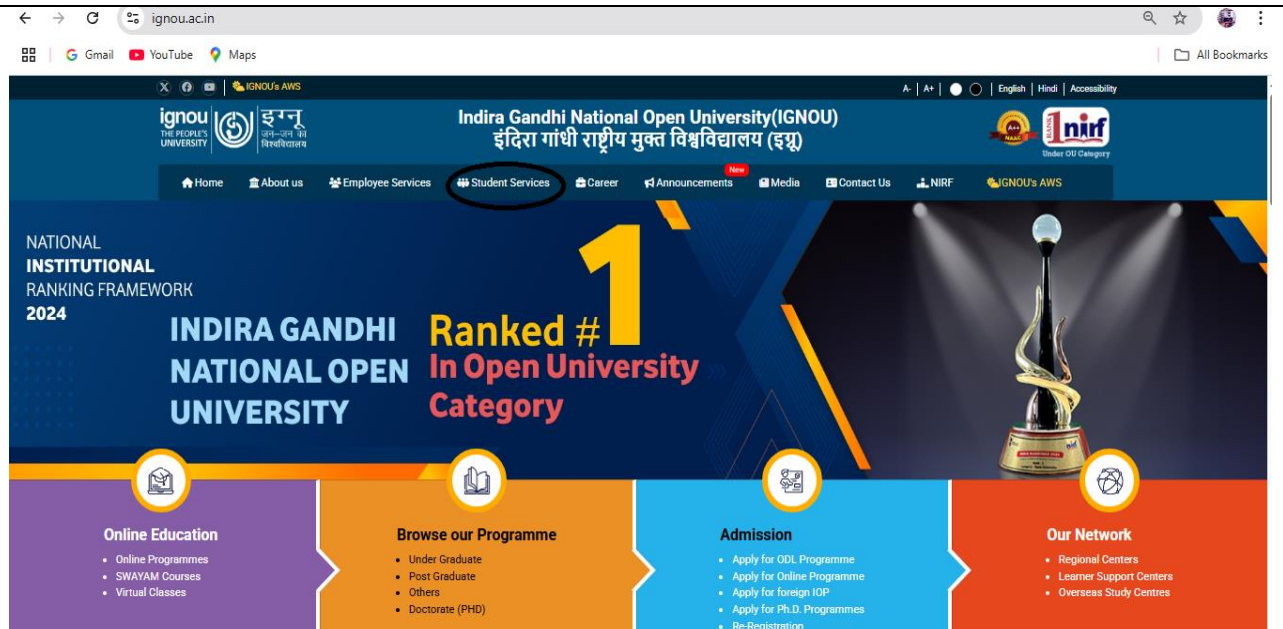 ignou.ac.in
Gmail YouTube Maps All Bookmarks
IGNOU's AWS A- | A+ | | English | Hindi | Accessibility
ignou
THE PEOPLE'S
UNIVERSITY
इग्नू
जन-जन का
विश्वविद्यालय
Indira Gandhi National Open University(IGNOU)
इंदिरा गांधी राष्ट्रीय मुक्त विश्वविद्यालय (इग्नू)
A++
NAAC
RANK 1
nirf
Under OU Category
New
Home About us Employee Services Student Services Career Announcements Media Contact Us NIRF IGNOU's AWS
NATIONAL
INSTITUTIONAL
RANKING FRAMEWORK
2024
INDIRA GANDHI
NATIONAL OPEN
UNIVERSITY
Ranked #1
In Open University
Category
Online Education
• Online Programmes
• SWAYAM Courses
• Virtual Classes
Browse our Programme
• Under Graduate
• Post Graduate
• Others
• Doctorate (PHD)
Admission
• Apply for ODL Programme
• Apply for Online Programme
• Apply for foreign IOP
• Apply for Ph.D. Programmes
• Re-Registration
Our Network
• Regional Centers
• Learner Support Centers
• Overseas Study Centres